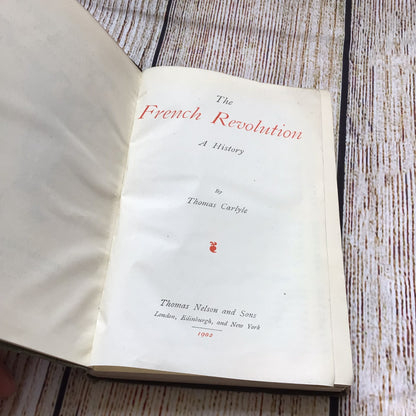 The
French Revolution
A History
By
Thomas Carlyle
Thomas Nelson and Sons
London, Edinburgh, and New York
1902